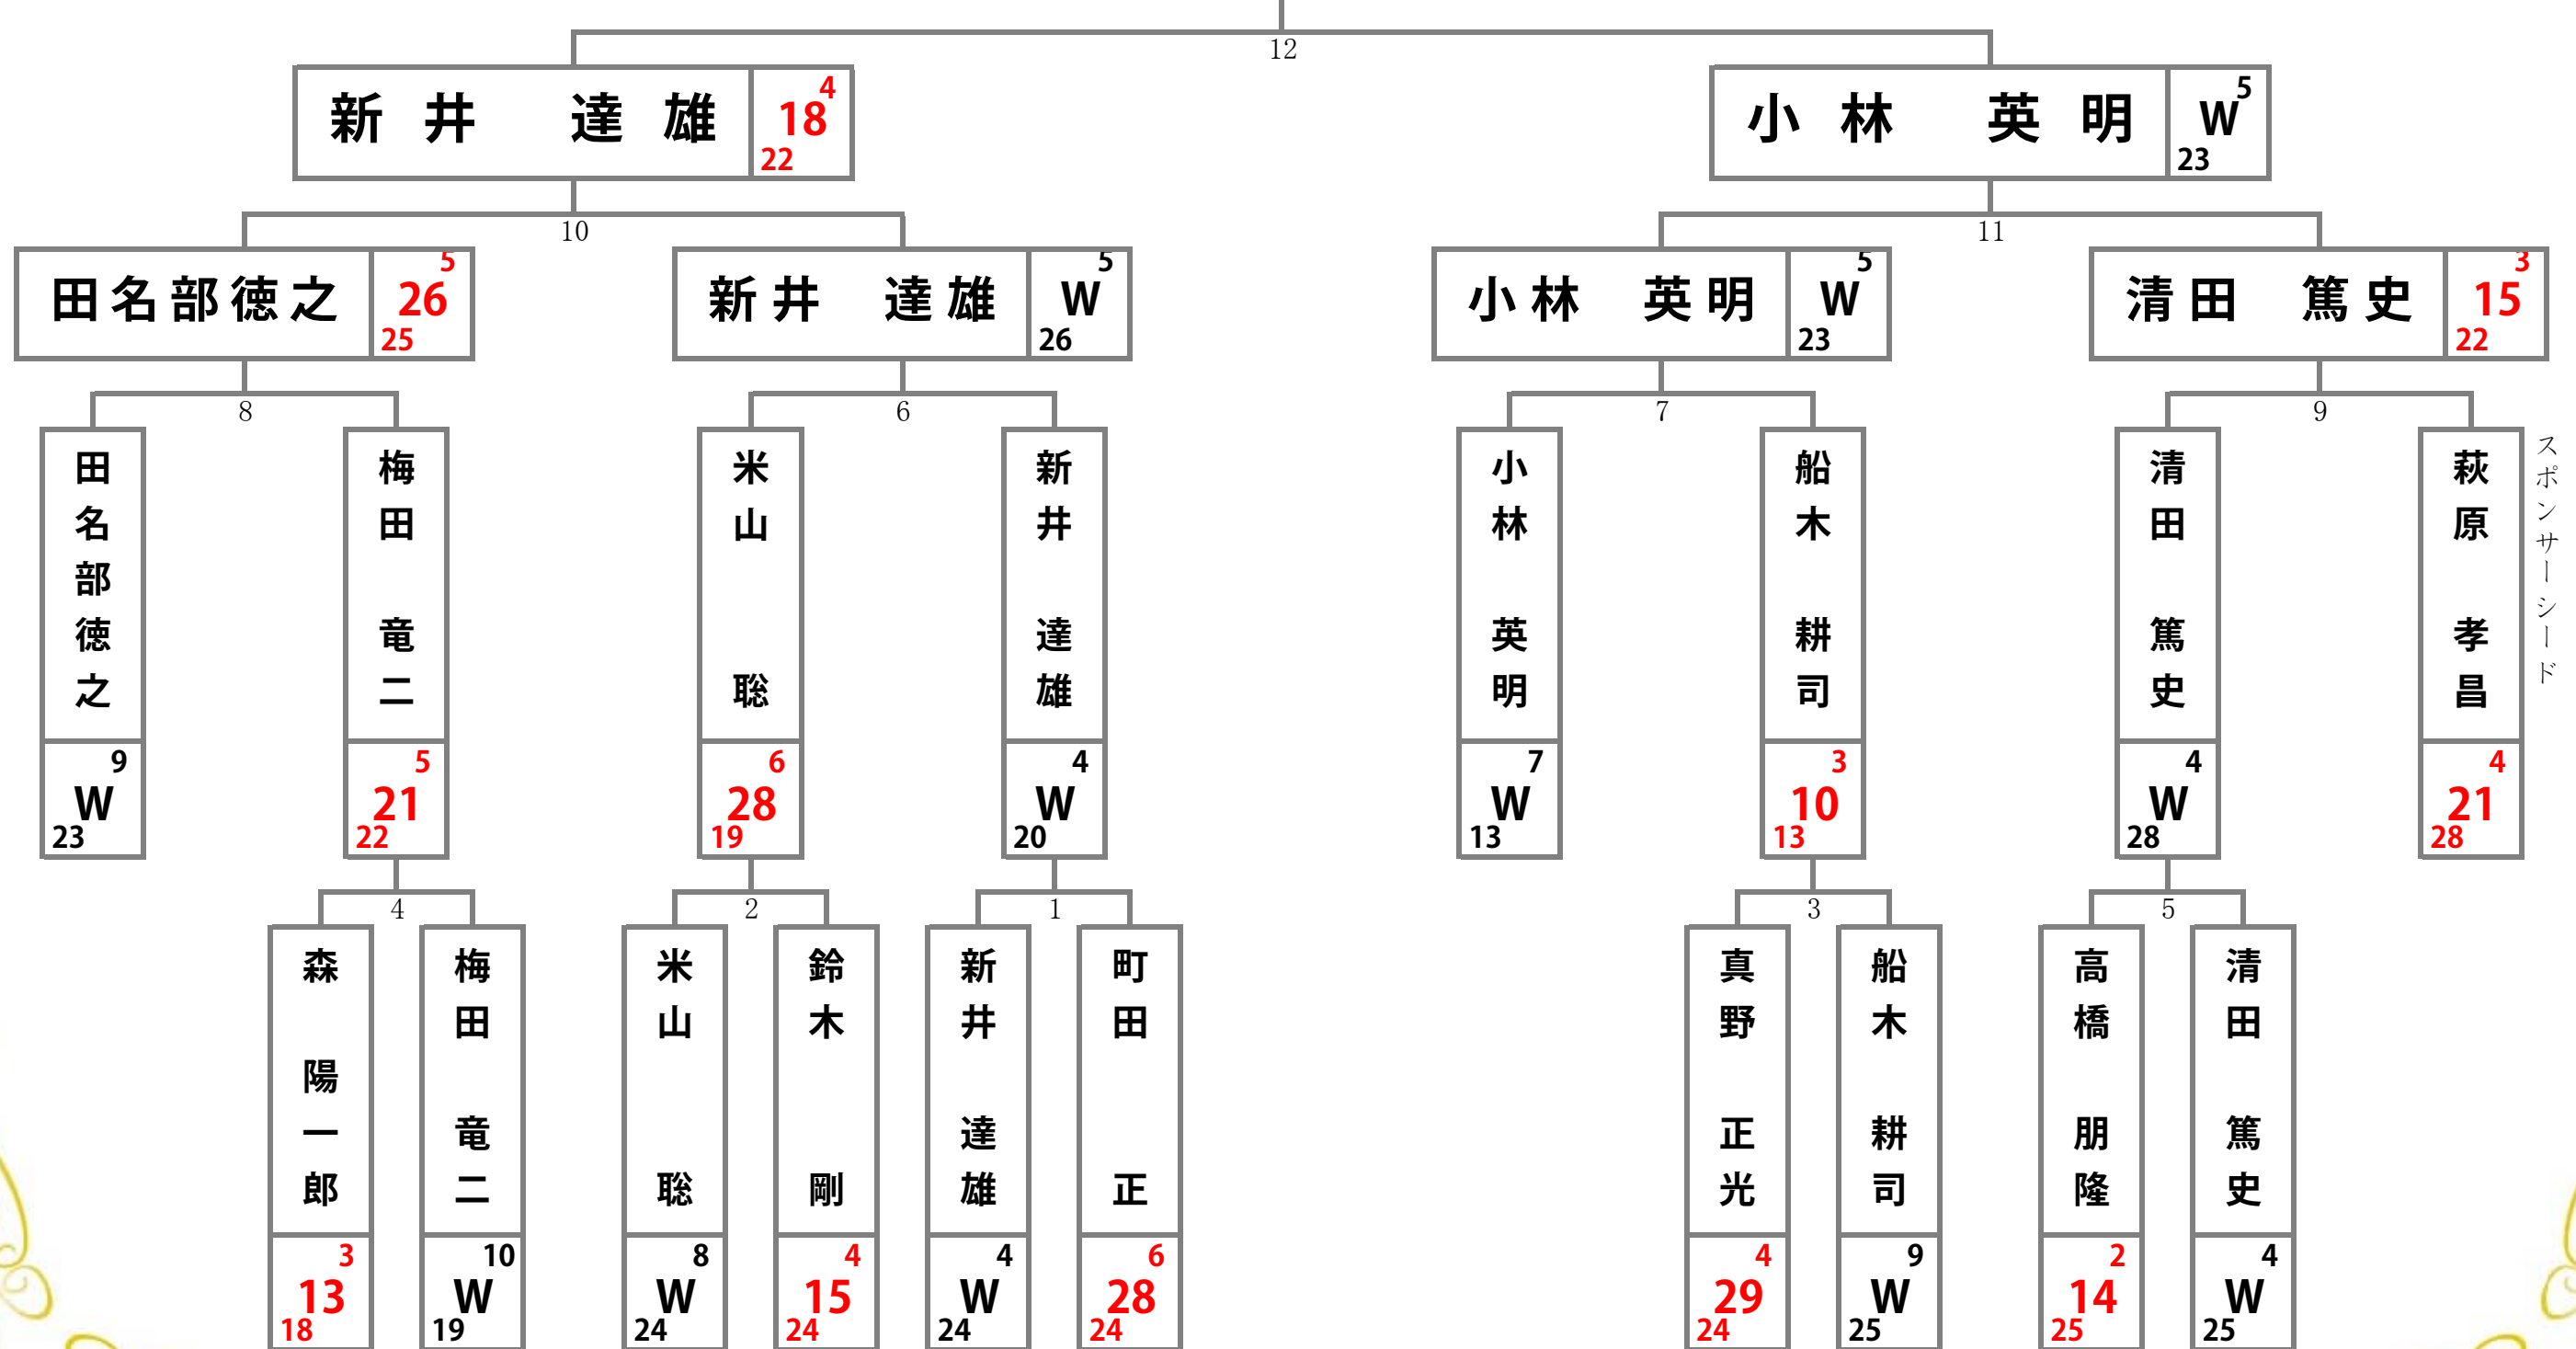 12
新井 達雄 18 4 22
小林 英明 W 5 23
10
11
田名部徳之 26 5 25
新井 達雄 W 5 26
小林 英明 W 5 23
清田 篤史 15 3 22
8
6
7
9
田名部徳之 W 9 23
梅田 竜二 21 5 22
米山 聡 28 6 19
新井 達雄 W 4 20
小林 英明 W 7 13
船木 耕司 10 3 13
清田 篤史 W 4 28
萩原 孝昌 21 4 28
スポンサーシード
4
2
1
3
5
森 陽一郎 13 3 18
梅田 竜二 W 10 19
米山 聡 W 8 24
鈴木 剛 15 4 24
新井 達雄 W 4 24
町田 正 28 6 24
真野 正光 29 4 24
船木 耕司 W 9 25
高橋 朋隆 14 2 25
清田 篤史 W 4 25